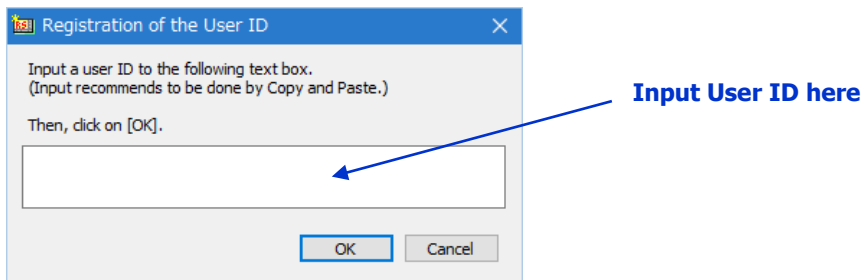 RSI
Registration of the User ID
Input a user ID to the following text box.
(Input recommends to be done by Copy and Paste.)
Then, click on [OK].
Input User ID here
OK
Cancel